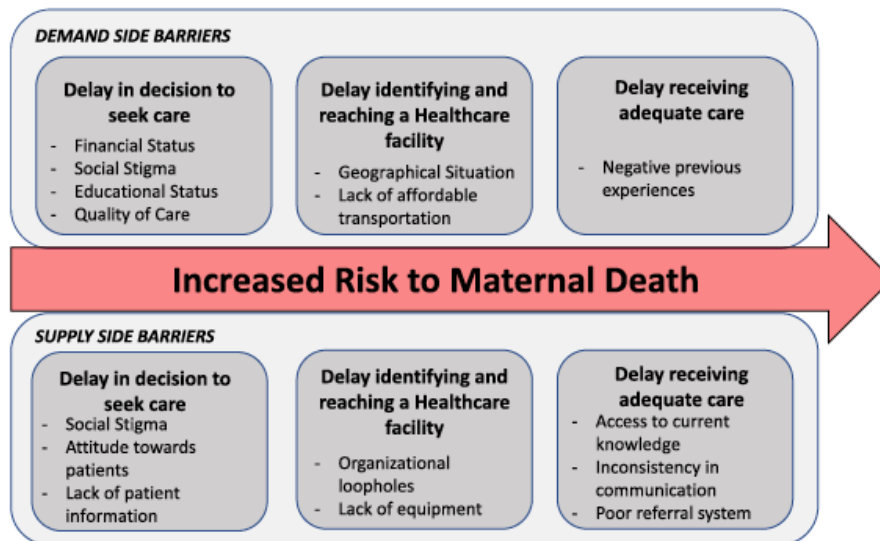 DEMAND SIDE BARRIERS
Delay in decision to
seek care
- Financial Status
- Social Stigma
- Educational Status
- Quality of Care
Delay identifying and
reaching a Healthcare
facility
- Geographical Situation
- Lack of affordable
transportation
Delay receiving
adequate care
- Negative previous
experiences
Increased Risk to Maternal Death
SUPPLY SIDE BARRIERS
Delay in decision to
seek care
- Social Stigma
- Attitude towards
patients
- Lack of patient
information
Delay identifying and
reaching a Healthcare
facility
- Organizational
loopholes
- Lack of equipment
Delay receiving
adequate care
- Access to current
knowledge
- Inconsistency in
communication
- Poor referral system